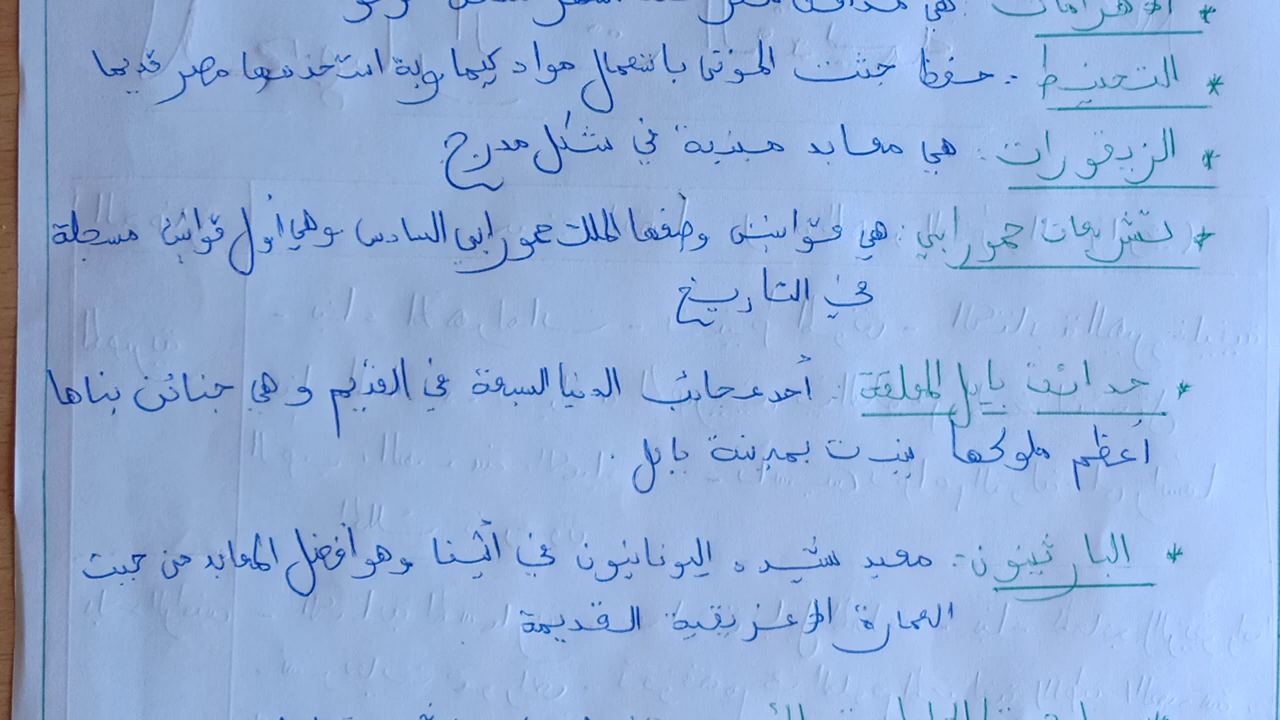 * الأهرامات : هي
* التحنيط : حفظ جثث الموتى باستعمال مواد كيماوية استخدمها مصر قديما
* الزيقورات : هي معابد مبنية في شكل مدرج
* تشريعات حمورابي : هي قوانين وضعها الملك حمورابي السادس وهي أول قوانين مسجلة
في التاريخ
* حدائق بابل المعلقة : أحد عجائب الدنيا السبعة في القديم وهي جنائن بناها
أعظم ملوكها بنيت بمدينة بابل .
* البارثينون : معبد شيده اليونانيون في أثينا وهو أفضل المعابد من حيث
العمارة الإغريقية القديمة